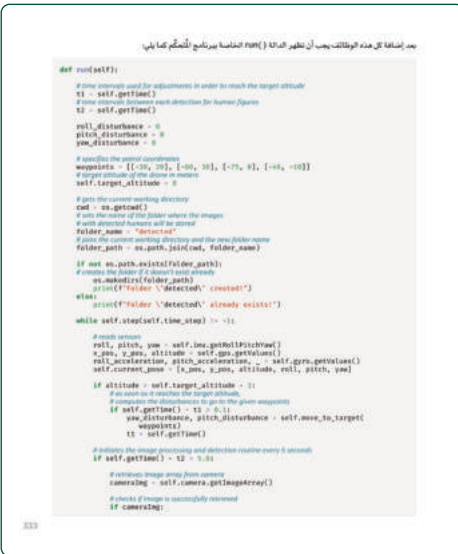 بعد إضافة كل هذه الوظائف يجب أن تظهر الدالة run() الخاصة ببرنامج المُتحكِّم كما يلي:
def run(self):
# time intervals used for adjustments in order to reach the target altitude
t1 = self.getTime()
# time intervals between each detection for human figures
t2 = self.getTime()
roll_disturbance = 0
pitch_disturbance = 0
yaw_disturbance = 0
# specifies the patrol coordinates
waypoints = [[-30, 20], [-60, 30], [-75, 0], [-40, -10]]
# target altitude of the drone in meters
self.target_altitude = 8
# gets the current working directory
cwd = os.getcwd()
# sets the name of the folder where the images
# with detected humans will be stored
folder_name = "detected"
# joins the current working directory and the new folder name
folder_path = os.path.join(cwd, folder_name)
if not os.path.exists(folder_path):
# creates the folder if it doesn't exist already
os.makedirs(folder_path)
print(f"Folder \'detected\' created!")
else:
print(f"Folder \'detected\' already exists!")
while self.step(self.time_step) != -1:
# reads sensors
roll, pitch, yaw = self.imu.getRollPitchYaw()
x_pos, y_pos, altitude = self.gps.getValues()
roll_acceleration, pitch_acceleration, _ = self.gyro.getValues()
self.current_pose = [x_pos, y_pos, altitude, roll, pitch, yaw]
if altitude > self.target_altitude - 1:
# as soon as it reaches the target altitude,
# computes the disturbances to go to the given waypoints
if self.getTime() - t1 > 0.1:
yaw_disturbance, pitch_disturbance = self.move_to_target(
waypoints)
t1 = self.getTime()
# initiates the image processing and detection routine every 5 seconds
if self.getTime() - t2 > 5.0:
# retrieves image array from camera
cameraImg = self.camera.getImageArray()
# checks if image is successfully retrieved
if cameraImg:
333